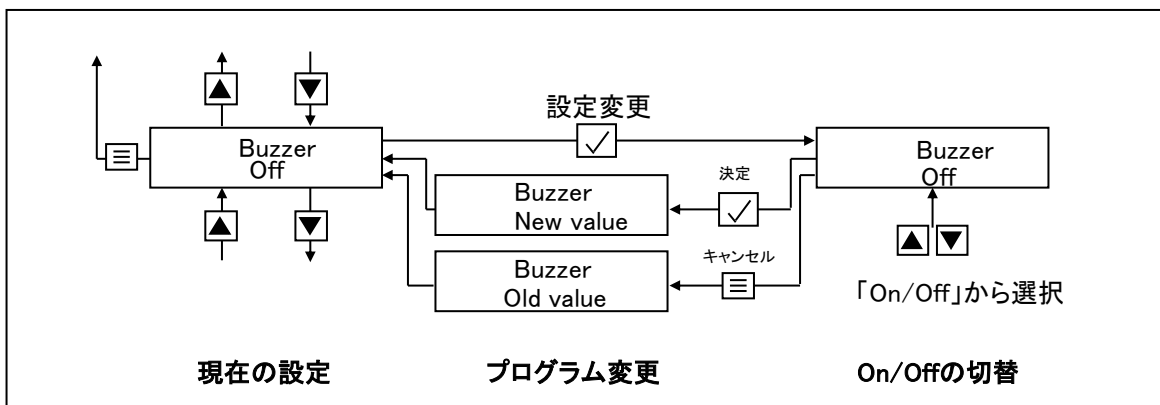 設定変更
Buzzer
Off
Buzzer
Off
決定
Buzzer
New value
キャンセル
Buzzer
Old value
「On/Off」から選択
現在の設定
プログラム変更
On/Offの切替